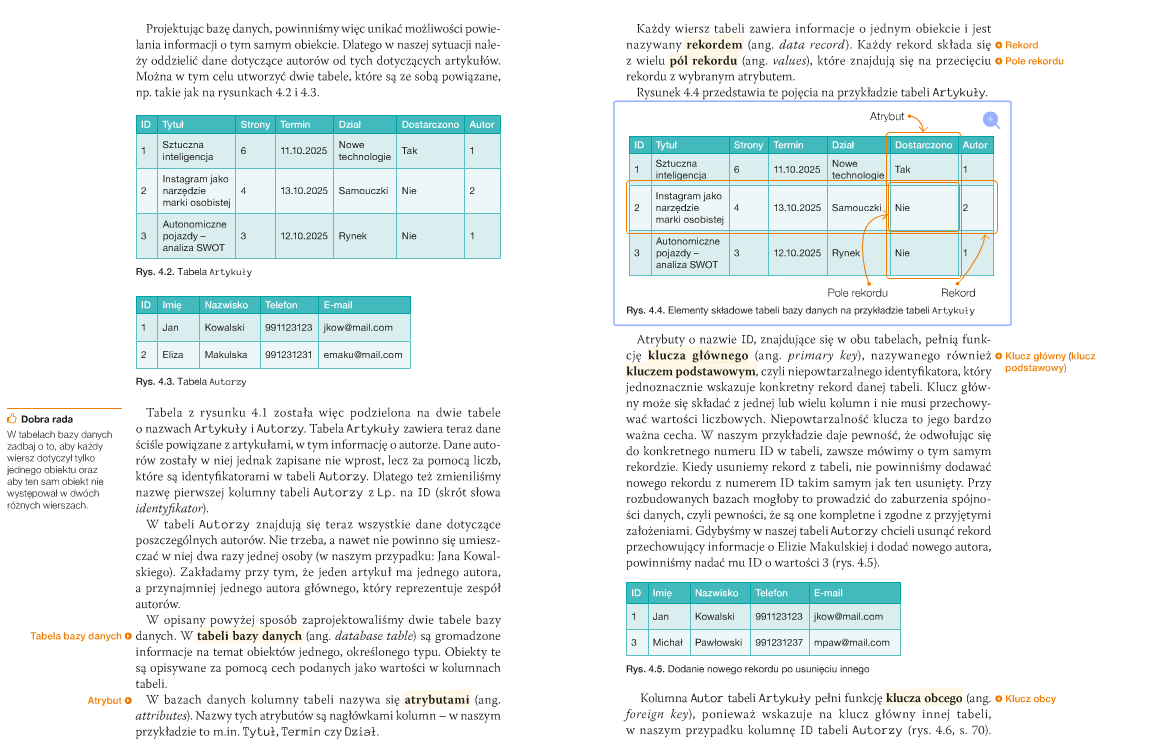 Projektując bazę danych, powinniśmy więc unikać możliwości powie-
lania informacji o tym samym obiekcie. Dlatego w naszej sytuacji nale-
ży oddzielić dane dotyczące autorów od tych dotyczących artykułów.
Można w tym celu utworzyć dwie tabele, które są ze sobą powiązane,
np. takie jak na rysunkach 4.2 i 4.3.
ID Tytuł Strony Termin Dział Dostarczono Autor
1 Sztuczna inteligencja 6 11.10.2025 Nowe technologie Tak 1
2 Instagram jako narzędzie marki osobistej 4 13.10.2025 Samouczki Nie 2
3 Autonomiczne pojazdy – analiza SWOT 3 12.10.2025 Rynek Nie 1
Rys. 4.2. Tabela Artykuły
ID Imię Nazwisko Telefon E-mail
1 Jan Kowalski 991123123 jkow@mail.com
2 Eliza Makulska 991231231 emaku@mail.com
Rys. 4.3. Tabela Autorzy
Dobra rada
W tabelach bazy danych
zadbaj o to, aby każdy
wiersz dotyczył tylko
jednego obiektu oraz
aby ten sam obiekt nie
występował w dwóch
różnych wierszach.
Tabela z rysunku 4.1 została więc podzielona na dwie tabele
o nazwach Artykuły i Autorzy. Tabela Artykuły zawiera teraz dane
ściśle powiązane z artykułami, w tym informację o autorze. Dane auto-
rów zostały w niej jednak zapisane nie wprost, lecz za pomocą liczb,
które są identyfikatorami w tabeli Autorzy. Dlatego też zmieniliśmy
nazwę pierwszej kolumny tabeli Autorzy z Lp. na ID (skrót słowa
identyfikator).
W tabeli Autorzy znajdują się teraz wszystkie dane dotyczące
poszczególnych autorów. Nie trzeba, a nawet nie powinno się umiesz-
czać w niej dwa razy jednej osoby (w naszym przypadku: Jana Kowal-
skiego). Zakładamy przy tym, że jeden artykuł ma jednego autora,
a przynajmniej jednego autora głównego, który reprezentuje zespół
autorów.
W opisany powyżej sposób zaprojektowaliśmy dwie tabele bazy
Tabela bazy danych
danych. W tabeli bazy danych (ang. database table) są gromadzone
informacje na temat obiektów jednego, określonego typu. Obiekty te
są opisywane za pomocą cech podanych jako wartości w kolumnach
tabeli.
Atrybut
W bazach danych kolumny tabeli nazywa się atrybutami (ang.
attributes). Nazwy tych atrybutów są nagłówkami kolumn – w naszym
przykładzie to m.in. Tytuł, Termin czy Dział.
Każdy wiersz tabeli zawiera informacje o jednym obiekcie i jest
nazywany rekordem (ang. data record). Każdy rekord składa się
Rekord
z wielu pól rekordu (ang. values), które znajdują się na przecięciu
Pole rekordu
rekordu z wybranym atrybutem.
Rysunek 4.4 przedstawia te pojęcia na przykładzie tabeli Artykuły.
Atrybut
ID Tytuł Strony Termin Dział Dostarczono Autor
1 Sztuczna inteligencja 6 11.10.2025 Nowe technologie Tak 1
2 Instagram jako narzędzie marki osobistej 4 13.10.2025 Samouczki Nie 2
3 Autonomiczne pojazdy – analiza SWOT 3 12.10.2025 Rynek Nie 1
Pole rekordu Rekord
Rys. 4.4. Elementy składowe tabeli bazy danych na przykładzie tabeli Artykuły
Atrybuty o nazwie ID, znajdujące się w obu tabelach, pełnią funk-
cję klucza głównego (ang. primary key), nazywanego również
Klucz główny (klucz
podstawowy)
kluczem podstawowym, czyli niepowtarzalnego identyfikatora, który
jednoznacznie wskazuje konkretny rekord danej tabeli. Klucz głów-
ny może się składać z jednej lub wielu kolumn i nie musi przechowy-
wać wartości liczbowych. Niepowtarzalność klucza to jego bardzo
ważna cecha. W naszym przykładzie daje pewność, że odwołując się
do konkretnego numeru ID w tabeli, zawsze mówimy o tym samym
rekordzie. Kiedy usuniemy rekord z tabeli, nie powinniśmy dodawać
nowego rekordu z numerem ID takim samym jak ten usunięty. Przy
rozbudowanych bazach mogłoby to prowadzić do zaburzenia spójno-
ści danych, czyli pewności, że są one kompletne i zgodne z przyjętymi
założeniami. Gdybyśmy w naszej tabeli Autorzy chcieli usunąć rekord
przechowujący informacje o Elizie Makulskiej i dodać nowego autora,
powinniśmy nadać mu ID o wartości 3 (rys. 4.5).
ID Imię Nazwisko Telefon E-mail
1 Jan Kowalski 991123123 jkow@mail.com
3 Michał Pawłowski 991231237 mpaw@mail.com
Rys. 4.5. Dodanie nowego rekordu po usunięciu innego
Kolumna Autor tabeli Artykuły pełni funkcję klucza obcego (ang.
Klucz obcy
foreign key), ponieważ wskazuje na klucz główny innej tabeli,
w naszym przypadku kolumnę ID tabeli Autorzy (rys. 4.6, s. 70).